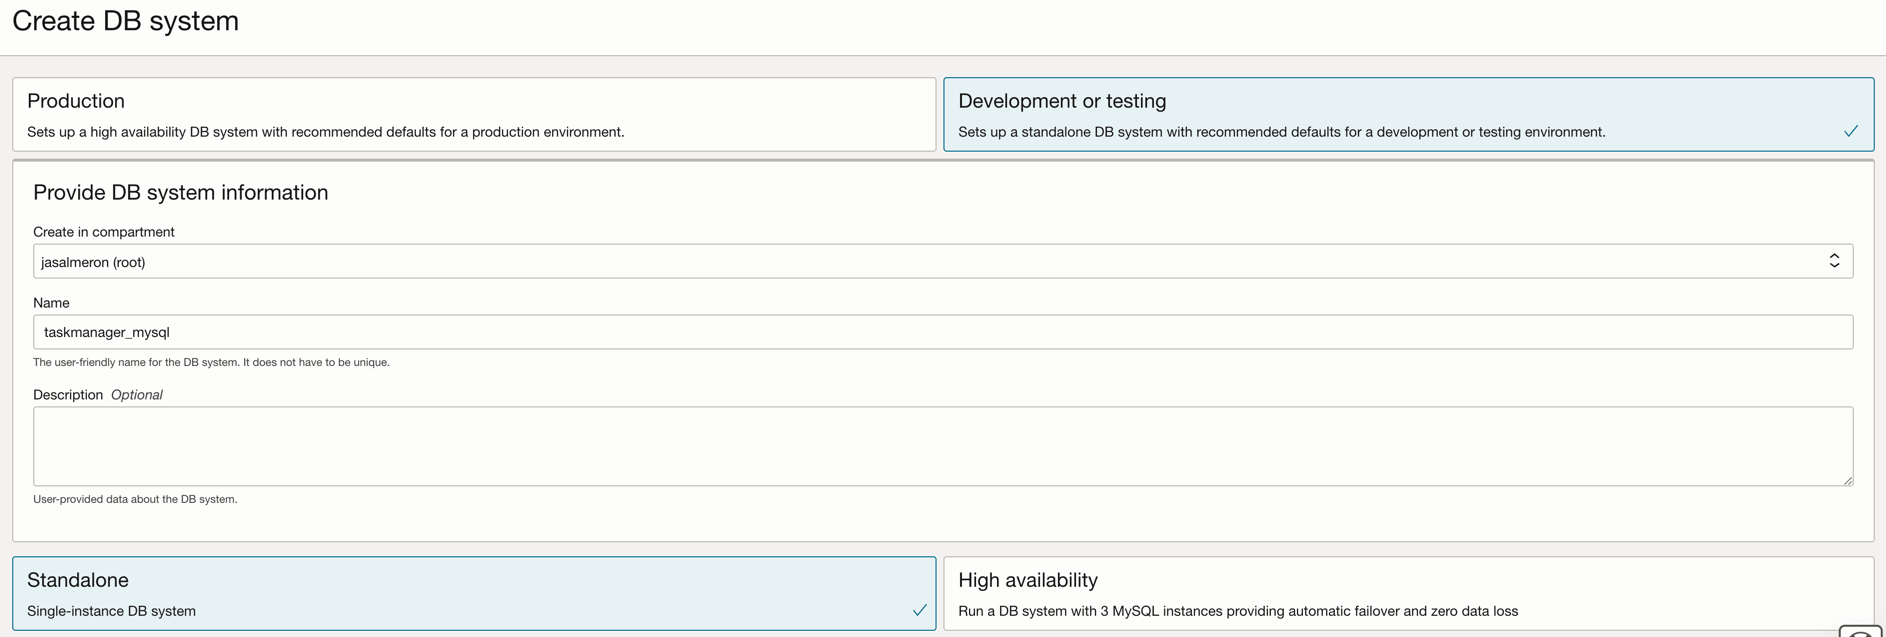 Create DB system
Production
Sets up a high availability DB system with recommended defaults for a production environment.
Development or testing
Sets up a standalone DB system with recommended defaults for a development or testing environment.
Provide DB system information
Create in compartment
jasalmeron (root)
Name
taskmanager_mysql
The user-friendly name for the DB system. It does not have to be unique.
Description Optional
User-provided data about the DB system.
Standalone
Single-instance DB system
High availability
Run a DB system with 3 MySQL instances providing automatic failover and zero data loss